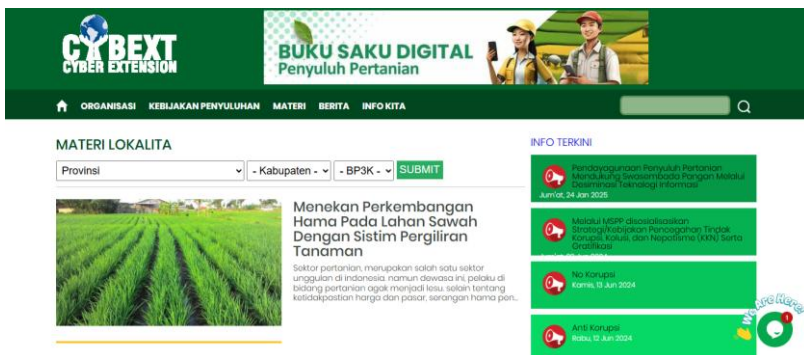 CYBEXT
CYBER EXTENSION
BUKU SAKU DIGITAL
Penyuluh Pertanian
ORGANISASI KEBIJAKAN PENYULUHAN MATERI BERITA INFO KITA
MATERI LOKALITA
Provinsi - Kabupaten - - BP3K - SUBMIT
Menekan Perkembangan
Hama Pada Lahan Sawah
Dengan Sistim Pergiliran
Tanaman
Sektor pertanian, merupakan salah satu sektor
unggulan di indonesia. namun dewasa ini, pelaku di
bidang pertanian agak menjadi lesu. selain tentang
ketidakpastian harga dan pasar, serangan hama pen...
INFO TERKINI
Pendayagunaan Penyuluh Pertanian
Mendukung Swasembada Pangan Melalui
Desiminasi Teknologi Informasi
Jum'at, 24 Jan 2025
Melalui MSPP disosialisasikan
Strategi/Kebijakan Pencegahan Tindak
Korupsi, Kolusi, dan Nepotisme (KKN) Serta
Gratifikasi
No Korupsi
Kamis, 13 Jun 2024
Anti Korupsi
Rabu, 12 Jun 2024
We Are Here!
1